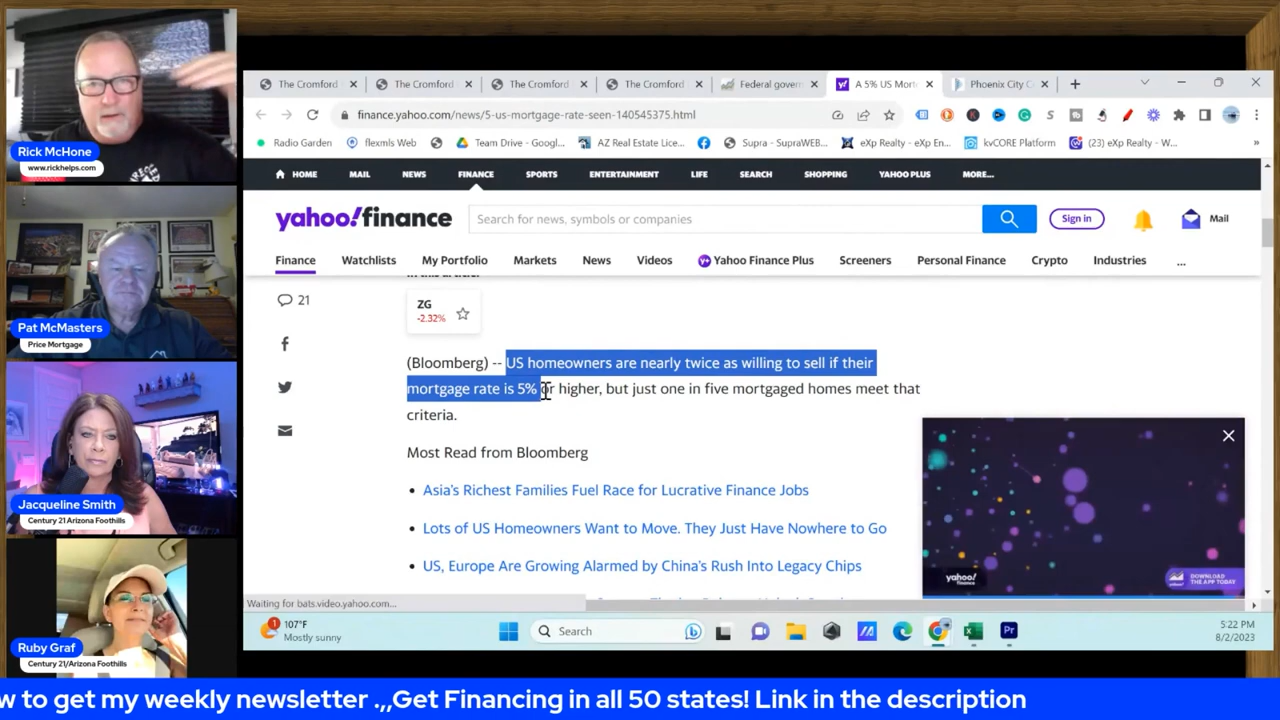 Rick McHone
www.rickhelps.com
Pat McMasters
Price Mortgage
Jacqueline Smith
Century 21 Arizona Foothills
Ruby Graf
Century 21/Arizona Foothills
The Cromford
The Cromford
The Cromford
The Cromford
Federal gover
A 5% US Mort
Phoenix City C
finance.yahoo.com/news/5-us-mortgage-rate-seen-140545375.html
Radio Garden
flexmls Web
Team Drive - Googl...
AZ Real Estate Lice...
Supra - SupraWEB...
eXp Realty - eXp En...
kvCORE Platform
(23) eXp Realty - W...
HOME
MAIL
NEWS
FINANCE
SPORTS
ENTERTAINMENT
LIFE
SEARCH
SHOPPING
YAHOO PLUS
MORE...
yahoo!finance
Search for news, symbols or companies
Sign in
Mail
Finance
Watchlists
My Portfolio
Markets
News
Videos
Yahoo Finance Plus
Screeners
Personal Finance
Crypto
Industries
...
21
ZG
-2.32%
(Bloomberg) -- US homeowners are nearly twice as willing to sell if their
mortgage rate is 5% or higher, but just one in five mortgaged homes meet that
criteria.
Most Read from Bloomberg
• Asia's Richest Families Fuel Race for Lucrative Finance Jobs
• Lots of US Homeowners Want to Move. They Just Have Nowhere to Go
• US, Europe Are Growing Alarmed by China's Rush Into Legacy Chips
yahoo!
finance
DOWNLOAD
THE APP TODAY
Waiting for bats.video.yahoo.com...
1
107°F
Mostly sunny
Search
5:22 PM
8/2/2023
w to get my weekly newsletter .,,Get Financing in all 50 states! Link in the description